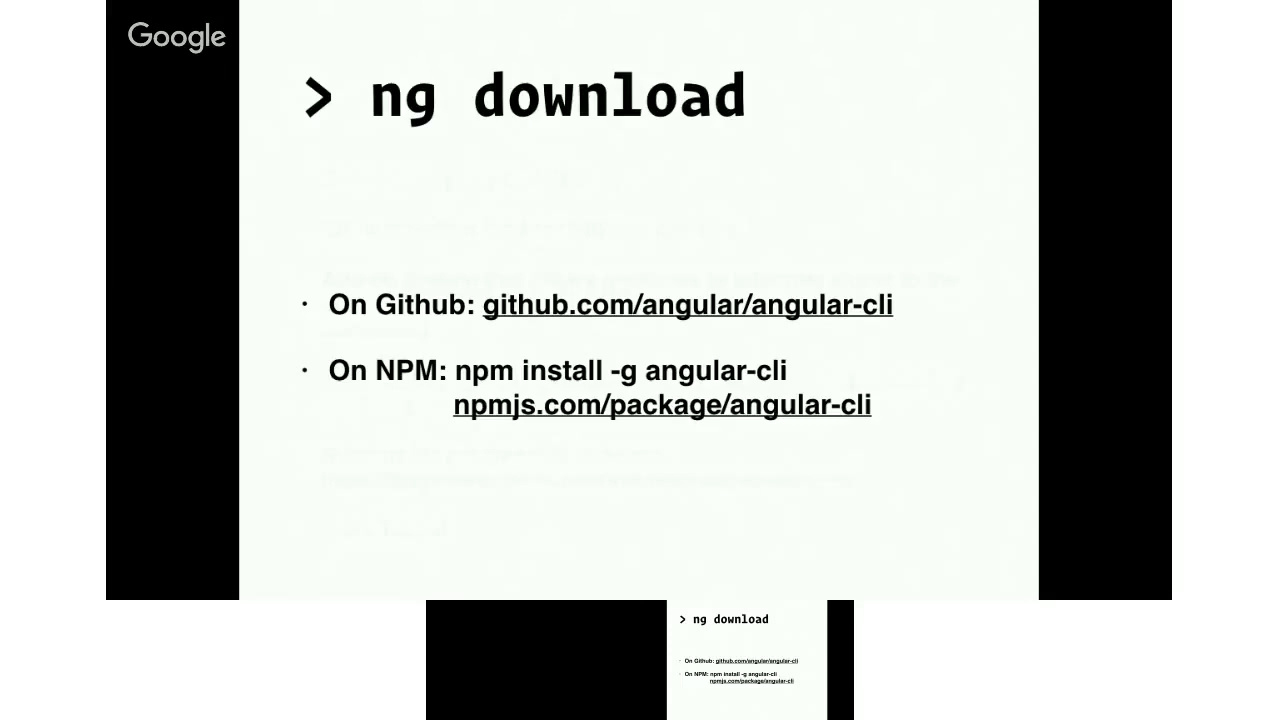 Google
> ng download
· On Github: github.com/angular/angular-cli
· On NPM: npm install -g angular-cli
npmjs.com/package/angular-cli
> ng download
· On Github: github.com/angular/angular-cli
· On NPM: npm install -g angular-cli
npmjs.com/package/angular-cli